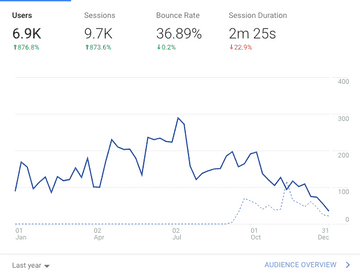 Users Sessions Bounce Rate Session Duration
6.9K 9.7K 36.89% 2m 25s
↑876.8% ↑873.6% ↓0.2% ↓22.9%
400
300
200
100
0
01 02 02 01 31
Jan Apr Jul Oct Dec
Last year AUDIENCE OVERVIEW